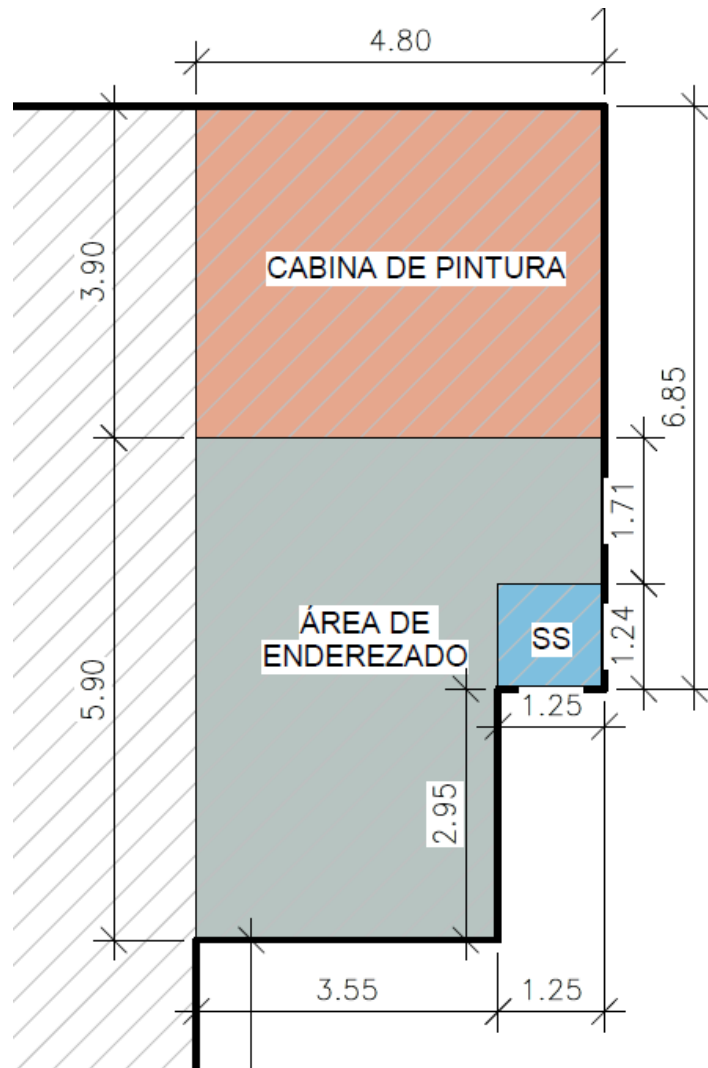 4.80
CABINA DE PINTURA
3.90
6.85
1.71
ÁREA DE
ENDEREZADO
SS
1.24
5.90
1.25
2.95
3.55
1.25